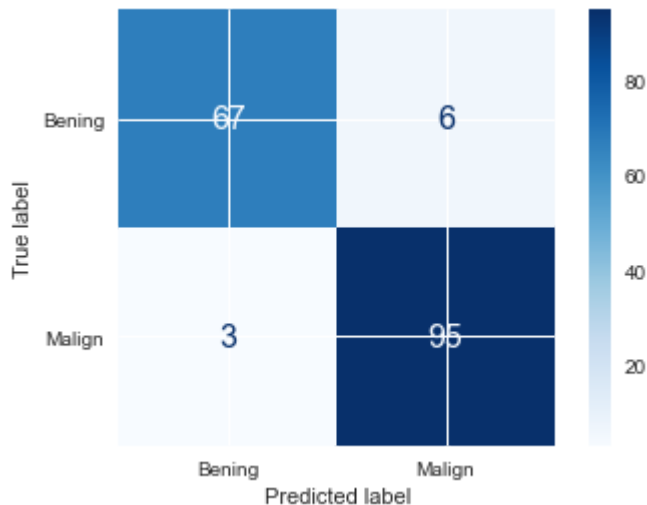 80
Bening 67 6
60
True label
40
Malign 3 95
20
Bening Malign
Predicted label